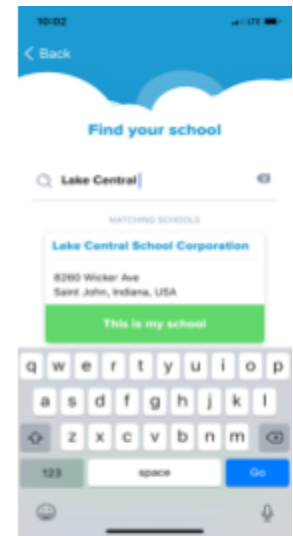 10:02
LTE
Back
Find your school
Lake Central
MATCHING SCHOOLS
Lake Central School Corporation
8260 Wicker Ave
Saint John, Indiana, USA
This is my school
q w e r t y u i o p
a s d f g h j k l
z x c v b n m
123 space Go